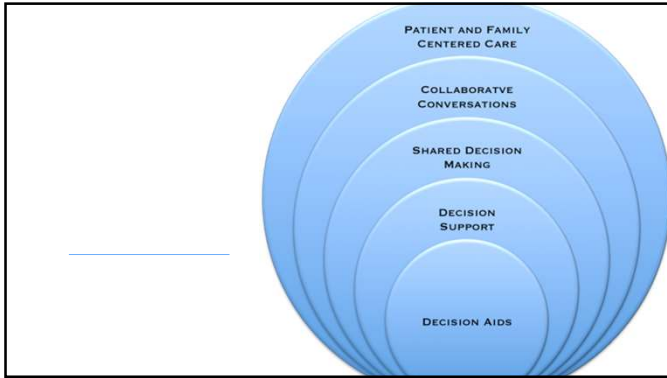 PATIENT AND FAMILY
CENTERED CARE
COLLABORATVE
CONVERSATIONS
SHARED DECISION
MAKING
DECISION
SUPPORT
DECISION AIDS